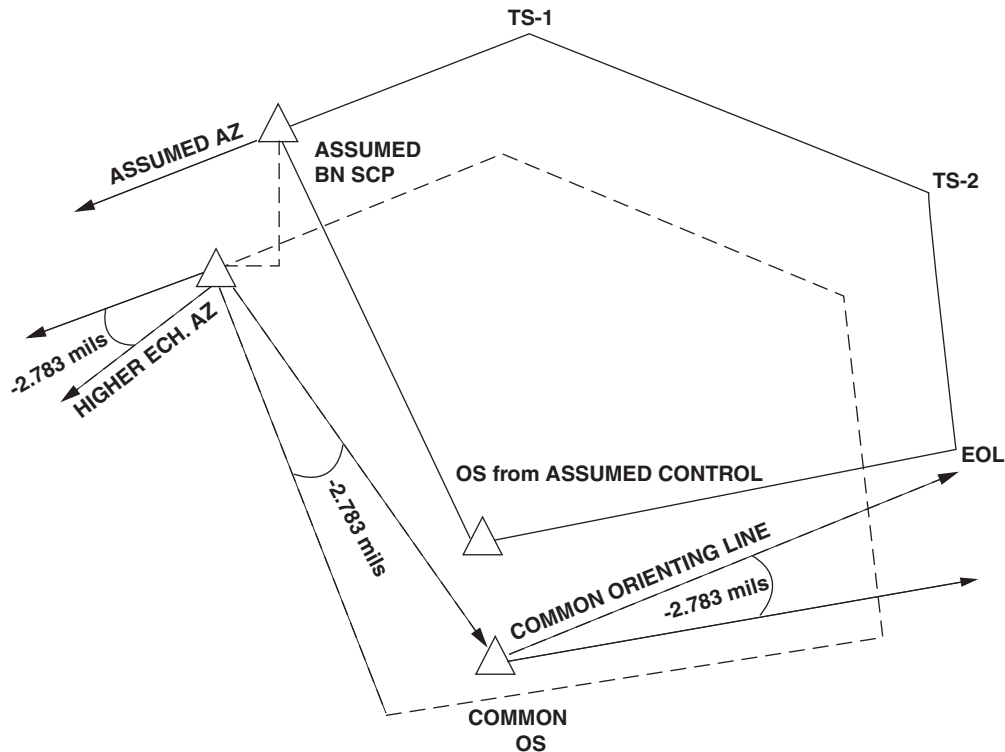 TS-1
ASSUMED AZ
ASSUMED
BN SCP
TS-2
-2.783 mils
HIGHER ECH. AZ
OS from ASSUMED CONTROL
EOL
-2.783 mils
COMMON ORIENTING LINE
-2.783 mils
COMMON
OS